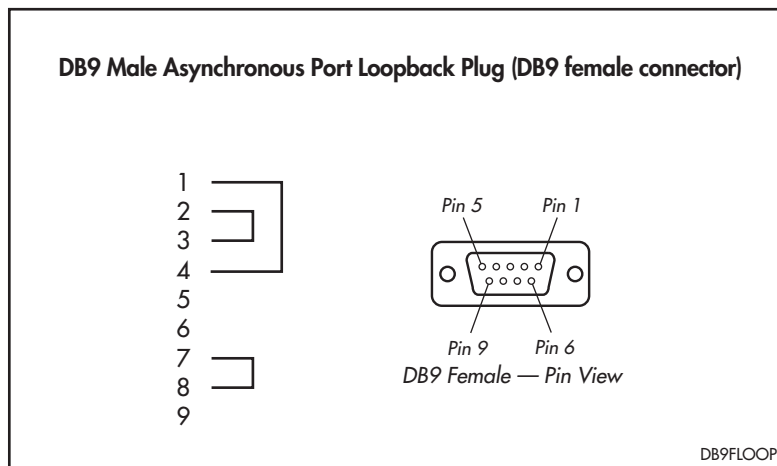 DB9 Male Asynchronous Port Loopback Plug (DB9 female connector)
1
2
3
4
5
6
7
8
9
Pin 5 Pin 1
Pin 9 Pin 6
DB9 Female — Pin View
DB9FLOOP